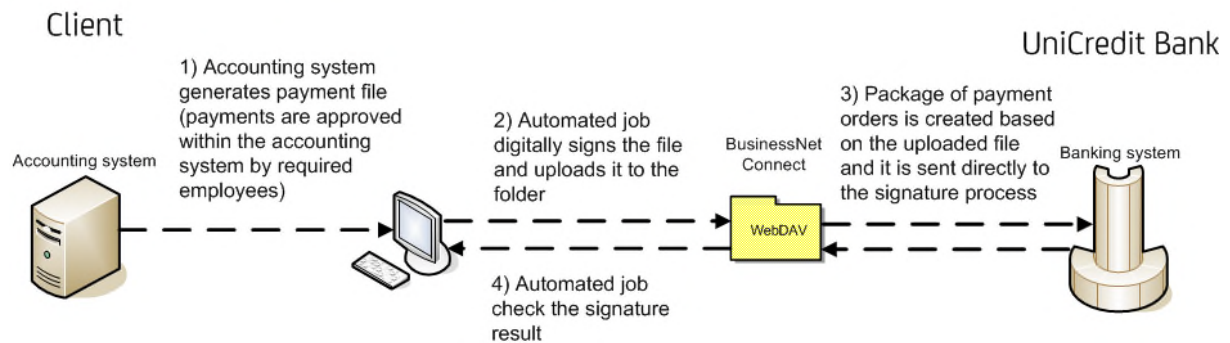 Client
UniCredit Bank
1) Accounting system
generates payment file
(payments are approved
within the accounting
system by required
employees)
Accounting system
2) Automated job
digitally signs the file
and uploads it to the
folder
BusinessNet
Connect
WebDAV
3) Package of payment
orders is created based
on the uploaded file
and it is sent directly to
the signature process
Banking system
4) Automated job
check the signature
result